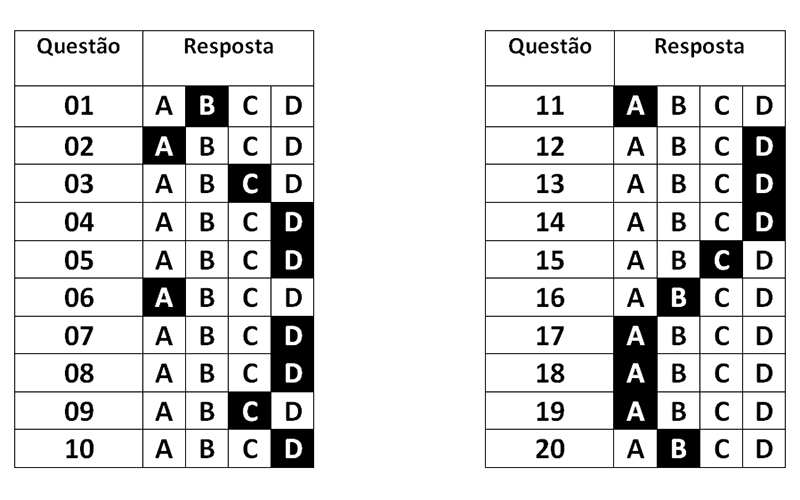 Questão Resposta
01 A B C D
02 A B C D
03 A B C D
04 A B C D
05 A B C D
06 A B C D
07 A B C D
08 A B C D
09 A B C D
10 A B C D
Questão Resposta
11 A B C D
12 A B C D
13 A B C D
14 A B C D
15 A B C D
16 A B C D
17 A B C D
18 A B C D
19 A B C D
20 A B C D